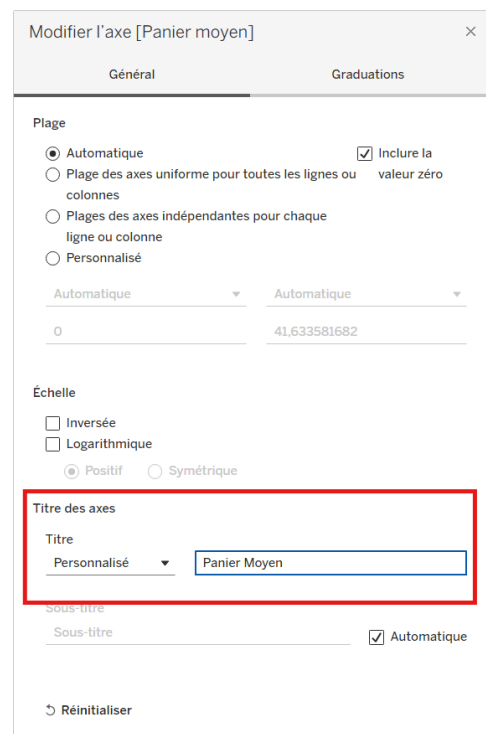 Modifier l'axe [Panier moyen]
Général Graduations
Plage
Automatique Inclure la
Plage des axes uniforme pour toutes les lignes ou valeur zéro
colonnes
Plages des axes indépendantes pour chaque
ligne ou colonne
Personnalisé
Automatique Automatique
0 41,633581682
Échelle
Inversée
Logarithmique
Positif Symétrique
Titre des axes
Titre
Personnalisé Panier Moyen
Sous-titre
Sous-titre Automatique
Réinitialiser